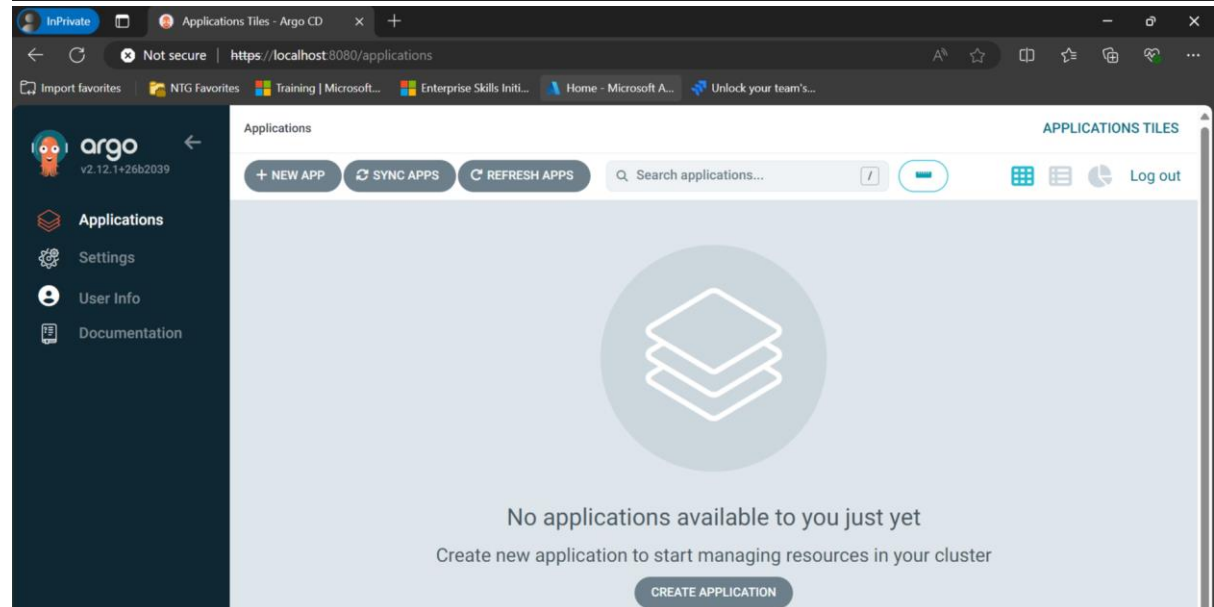 InPrivate
Applications Tiles - Argo CD
Not secure
https://localhost:8080/applications
Import favorites
NTG Favorites
Training | Microsoft...
Enterprise Skills Initi...
Home - Microsoft A...
Unlock your team's...
argo
v2.12.1+26b2039
Applications
Settings
User Info
Documentation
Applications
APPLICATIONS TILES
+ NEW APP
SYNC APPS
REFRESH APPS
Search applications...
/
Log out
No applications available to you just yet
Create new application to start managing resources in your cluster
CREATE APPLICATION